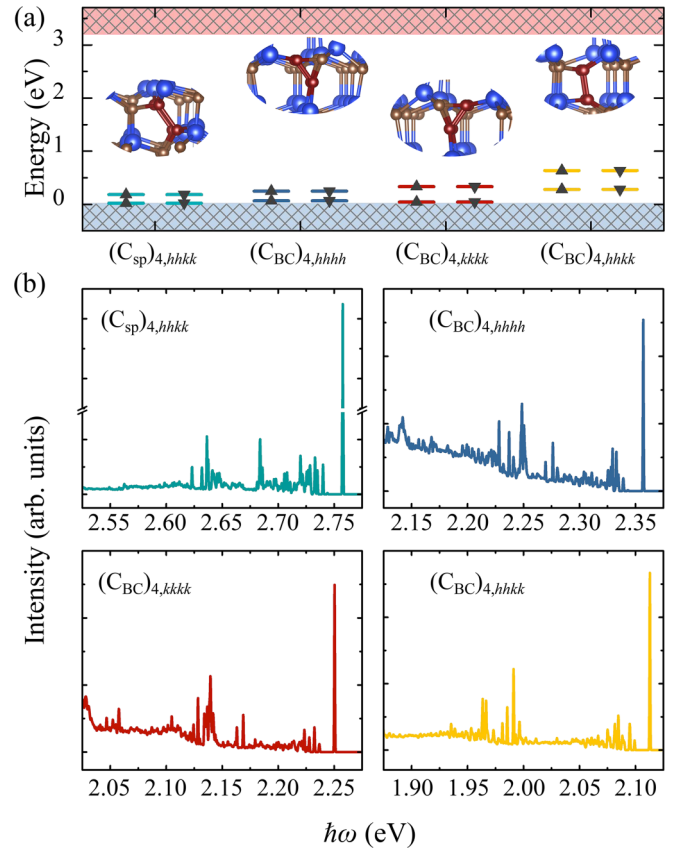 (a)
Energy (eV)
3
2
1
0
(C_sp)_4,hhkk (C_BC)_4,hhhh (C_BC)_4,kkkk (C_BC)_4,hhkk
(b)
Intensity (arb. units)
(C_sp)_4,hhkk
2.55 2.60 2.65 2.70 2.75
(C_BC)_4,hhhh
2.15 2.20 2.25 2.30 2.35
(C_BC)_4,kkkk
2.05 2.10 2.15 2.20 2.25
(C_BC)_4,hhkk
1.90 1.95 2.00 2.05 2.10
ℏω (eV)